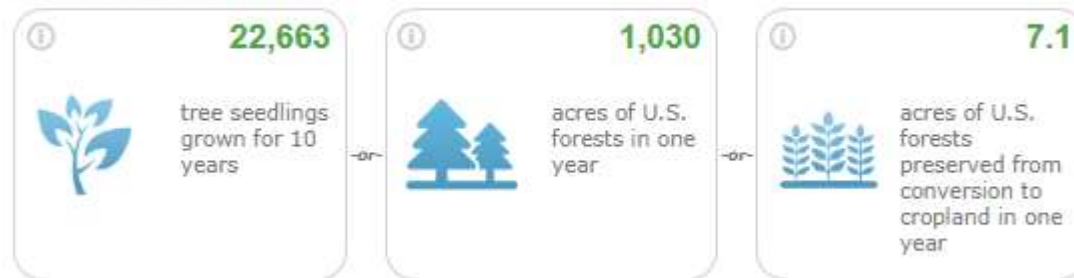 22,663
tree seedlings
grown for 10
years
-or-
1,030
acres of U.S.
forests in one
year
-or-
7.1
acres of U.S.
forests
preserved from
conversion to
cropland in one
year